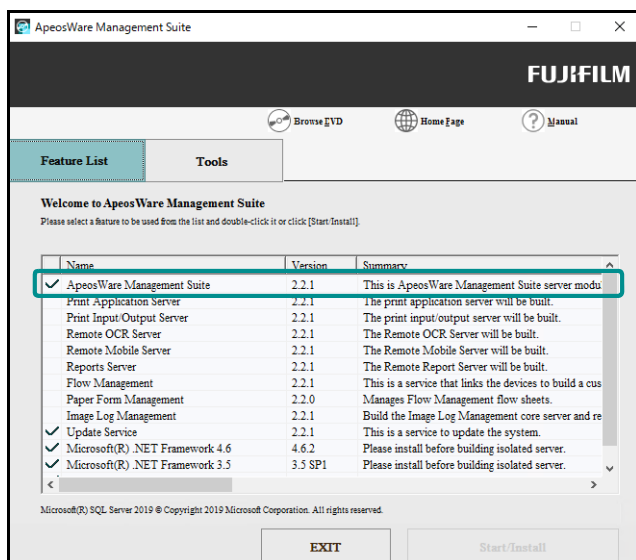 ApeosWare Management Suite
FUJIFILM
Browse DVD Home Page Manual
Feature List Tools
Welcome to ApeosWare Management Suite
Please select a feature to be used from the list and double-click it or click [Start/Install].
Name Version Summary
ApeosWare Management Suite 2.2.1 This is ApeosWare Management Suite server modu
Print Application Server 2.2.1 The print application server will be built.
Print Input/Output Server 2.2.1 The print input/output server will be built.
Remote OCR Server 2.2.1 The Remote OCR Server will be built.
Remote Mobile Server 2.2.1 The Remote Mobile Server will be built.
Reports Server 2.2.1 The Remote Report Server will be built.
Flow Management 2.2.1 This is a service that links the devices to build a cus
Paper Form Management 2.2.0 Manages Flow Management flow sheets.
Image Log Management 2.2.1 Build the Image Log Management core server and re
Update Service 2.2.1 This is a service to update the system.
Microsoft(R) .NET Framework 4.6 4.6.2 Please install before building isolated server.
Microsoft(R) .NET Framework 3.5 3.5 SP1 Please install before building isolated server.
Microsoft(R) SQL Server 2019 © Copyright 2019 Microsoft Corporation. All rights reserved.
EXIT Start/Install